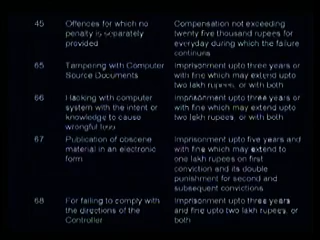 45 Offences for which no Compensation not exceeding
penalty is separately twenty five thousand rupees for
provided everyday during which the failure
continues
65 Tampering with Computer Imprisonment upto three years or
Source Documents with fine which may extend upto
two lakh rupees, or with both
66 Hacking with computer Imprisonment upto three years or
system with the intent or with fine which may extend upto
knowledge to cause two lakh rupees, or with both
wrongful loss
67 Publication of obscene Imprisonment upto five years and
material in an electronic with fine which may extend to
form one lakh rupees on first
conviction and its double
punishment for second and
subsequent convictions
68 For failing to comply with Imprisonment upto three years
the directions of the and fine upto two lakh rupees, or
Controller both